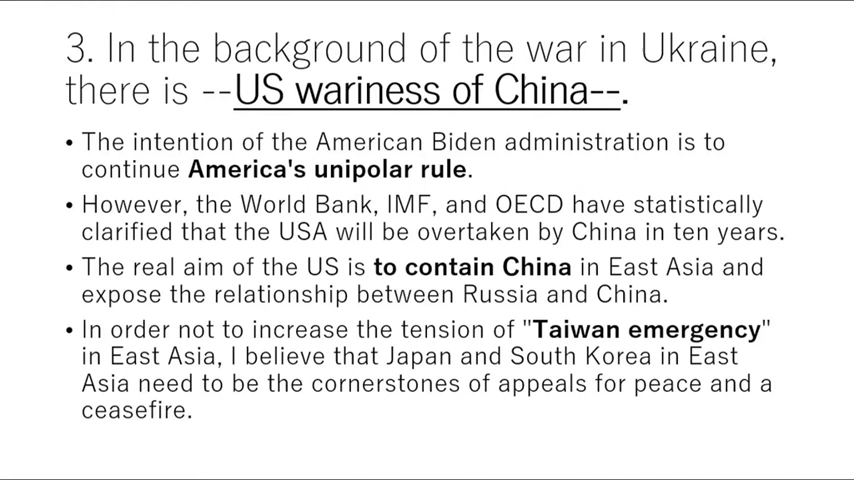 3. In the background of the war in Ukraine,
there is --US wariness of China--.
• The intention of the American Biden administration is to
continue America's unipolar rule.
• However, the World Bank, IMF, and OECD have statistically
clarified that the USA will be overtaken by China in ten years.
• The real aim of the US is to contain China in East Asia and
expose the relationship between Russia and China.
• In order not to increase the tension of "Taiwan emergency"
in East Asia, I believe that Japan and South Korea in East
Asia need to be the cornerstones of appeals for peace and a
ceasefire.